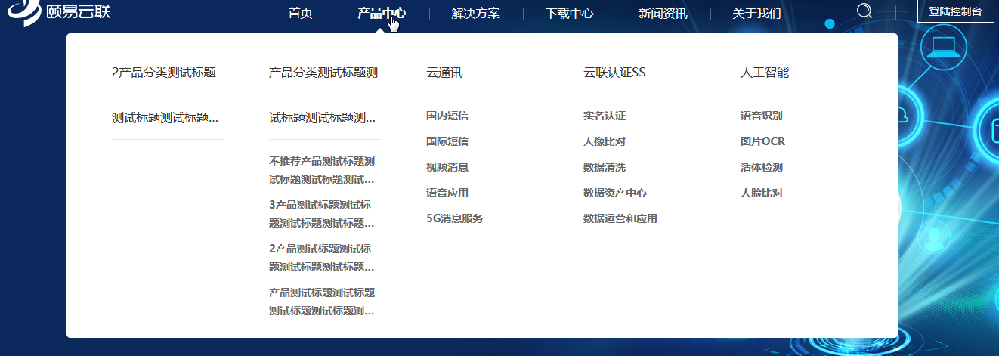 颐易云联
首页
产品中心
解决方案
下载中心
新闻资讯
关于我们
登陆控制台
2产品分类测试标题
测试标题测试标题...
产品分类测试标题测
试标题测试标题测...
不推荐产品测试标题测
试标题测试标题测试...
3产品测试标题测试标
题测试标题测试标题...
2产品测试标题测试标
题测试标题测试标题...
产品测试标题测试标题
测试标题测试标题测...
云通讯
国内短信
国际短信
视频消息
语音应用
5G消息服务
云联认证SS
实名认证
人像比对
数据清洗
数据资产中心
数据运营和应用
人工智能
语音识别
图片OCR
活体检测
人脸比对